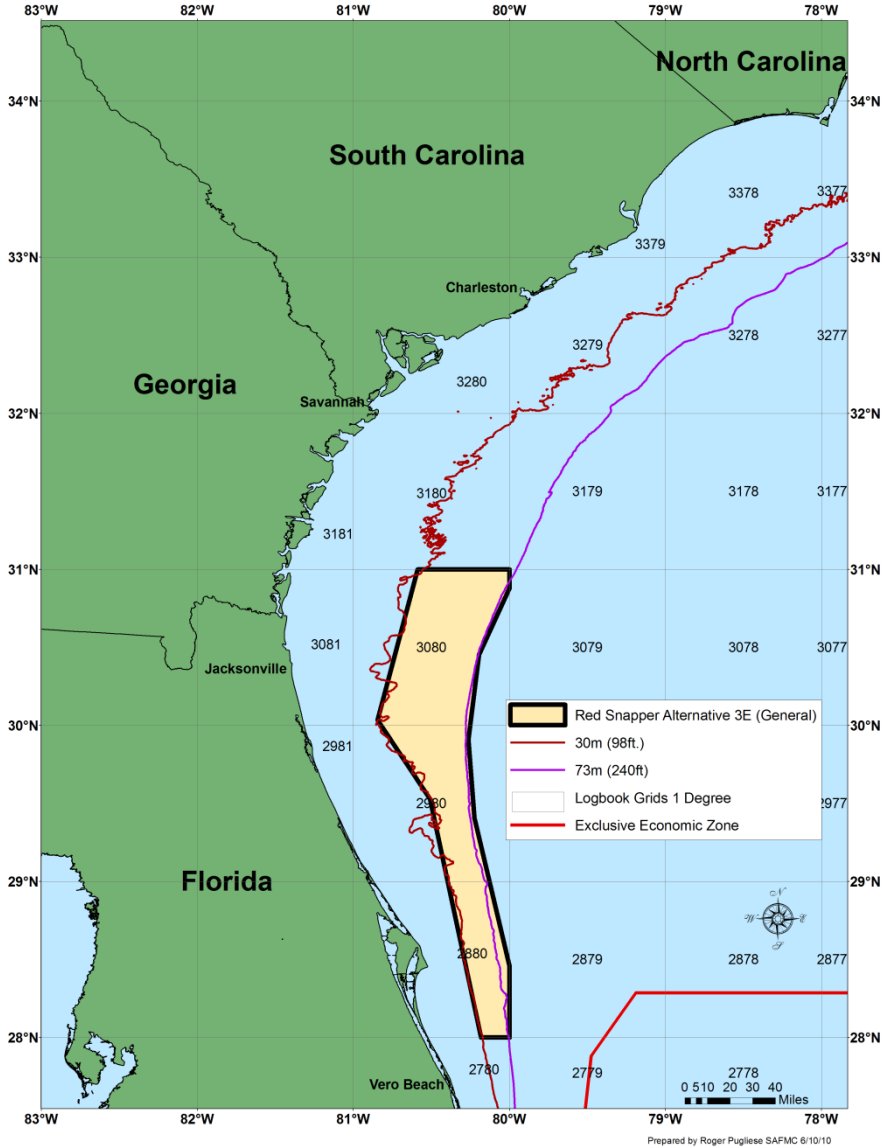 83°W 82°W 81°W 80°W 79°W 78°W
North Carolina
34°N 34°N
South Carolina
3378 3377
3379
33°N 33°N
Charleston
3279 3278 3277
Georgia
3280
Savannah
32°N 32°N
3180 3179 3178 3177
3181
31°N 31°N
3081 3080 3079 3078 3077
Jacksonville
30°N 30°N
Red Snapper Alternative 3E (General)
2981
30m (98ft.)
73m (240ft)
2980 Logbook Grids 1 Degree 2977
Exclusive Economic Zone
29°N 29°N
Florida
N
W E
S
2880 2879 2878 2877
28°N 28°N
Vero Beach
2780 2779 2778
0 5 10 20 30 40
Miles
83°W 82°W 81°W 80°W 79°W 78°W
Prepared by Roger Pugliese SAFMC 6/10/10